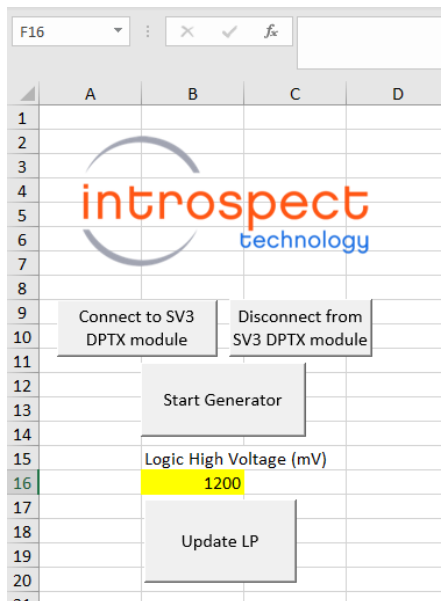 F16
fx
A B C D
1
2
3
4
introspect
5
6
technology
7
8
9
Connect to SV3 Disconnect from
10
DPTX module SV3 DPTX module
11
12
Start Generator
13
14
15 Logic High Voltage (mV)
16 1200
17
18
Update LP
19
20